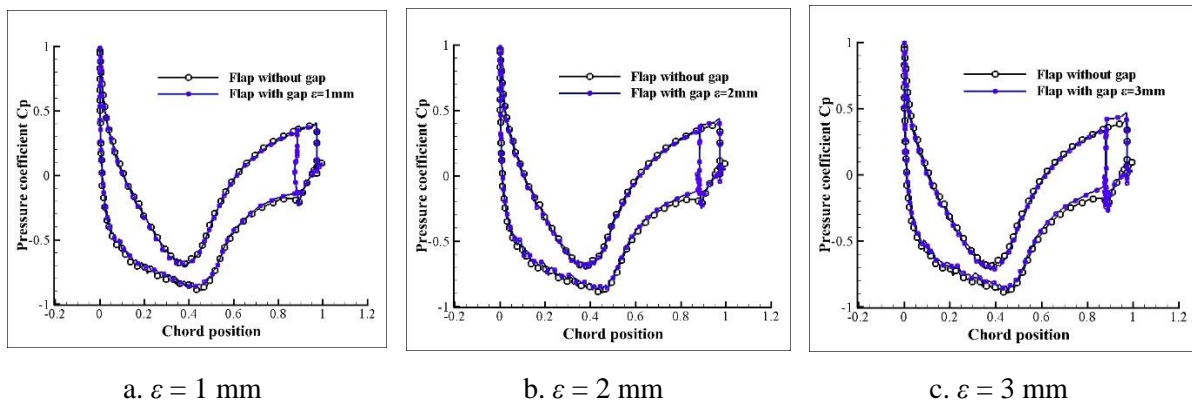 1
0.5
0
-0.5
-1
Pressure coefficient Cp
Flap without gap
Flap with gap ε=1mm
-0.2 0 0.2 0.4 0.6 0.8 1 1.2
Chord position
1
0.5
0
-0.5
-1
Pressure coefficient Cp
Flap without gap
Flap with gap ε=2mm
-0.2 0 0.2 0.4 0.6 0.8 1 1.2
Chord position
1
0.5
0
-0.5
-1
Pressure coefficient Cp
Flap without gap
Flap with gap ε=3mm
-0.2 0 0.2 0.4 0.6 0.8 1 1.2
Chord position
a. ε = 1 mm
b. ε = 2 mm
c. ε = 3 mm